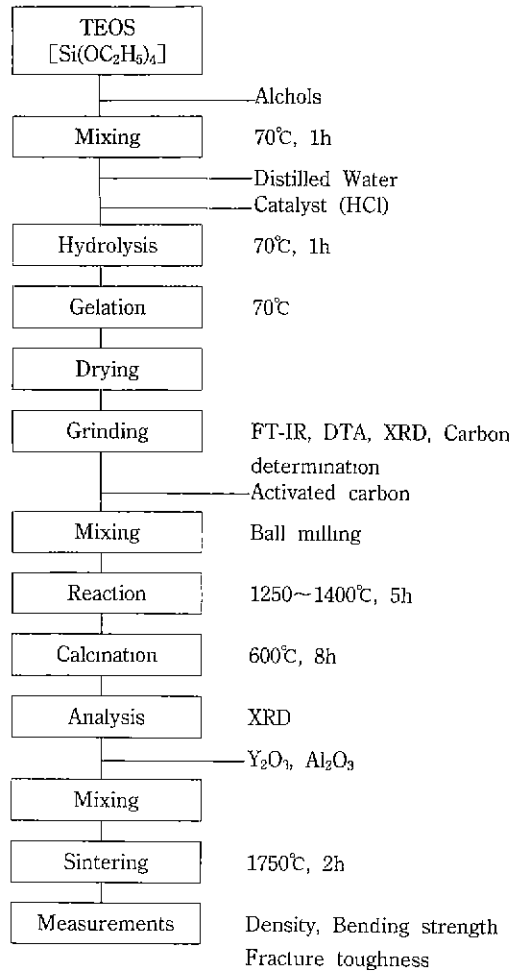 TEOS
[Si(OC₂H₅)₄]
Alchols
Mixing 70℃, 1h
Distilled Water
Catalyst (HCl)
Hydrolysis 70℃, 1h
Gelation 70℃
Drying
Grinding FT-IR, DTA, XRD, Carbon
determination
Activated carbon
Mixing Ball milling
Reaction 1250~1400℃, 5h
Calcination 600℃, 8h
Analysis XRD
Y₂O₃, Al₂O₃
Mixing
Sintering 1750℃, 2h
Measurements Density, Bending strength
Fracture toughness